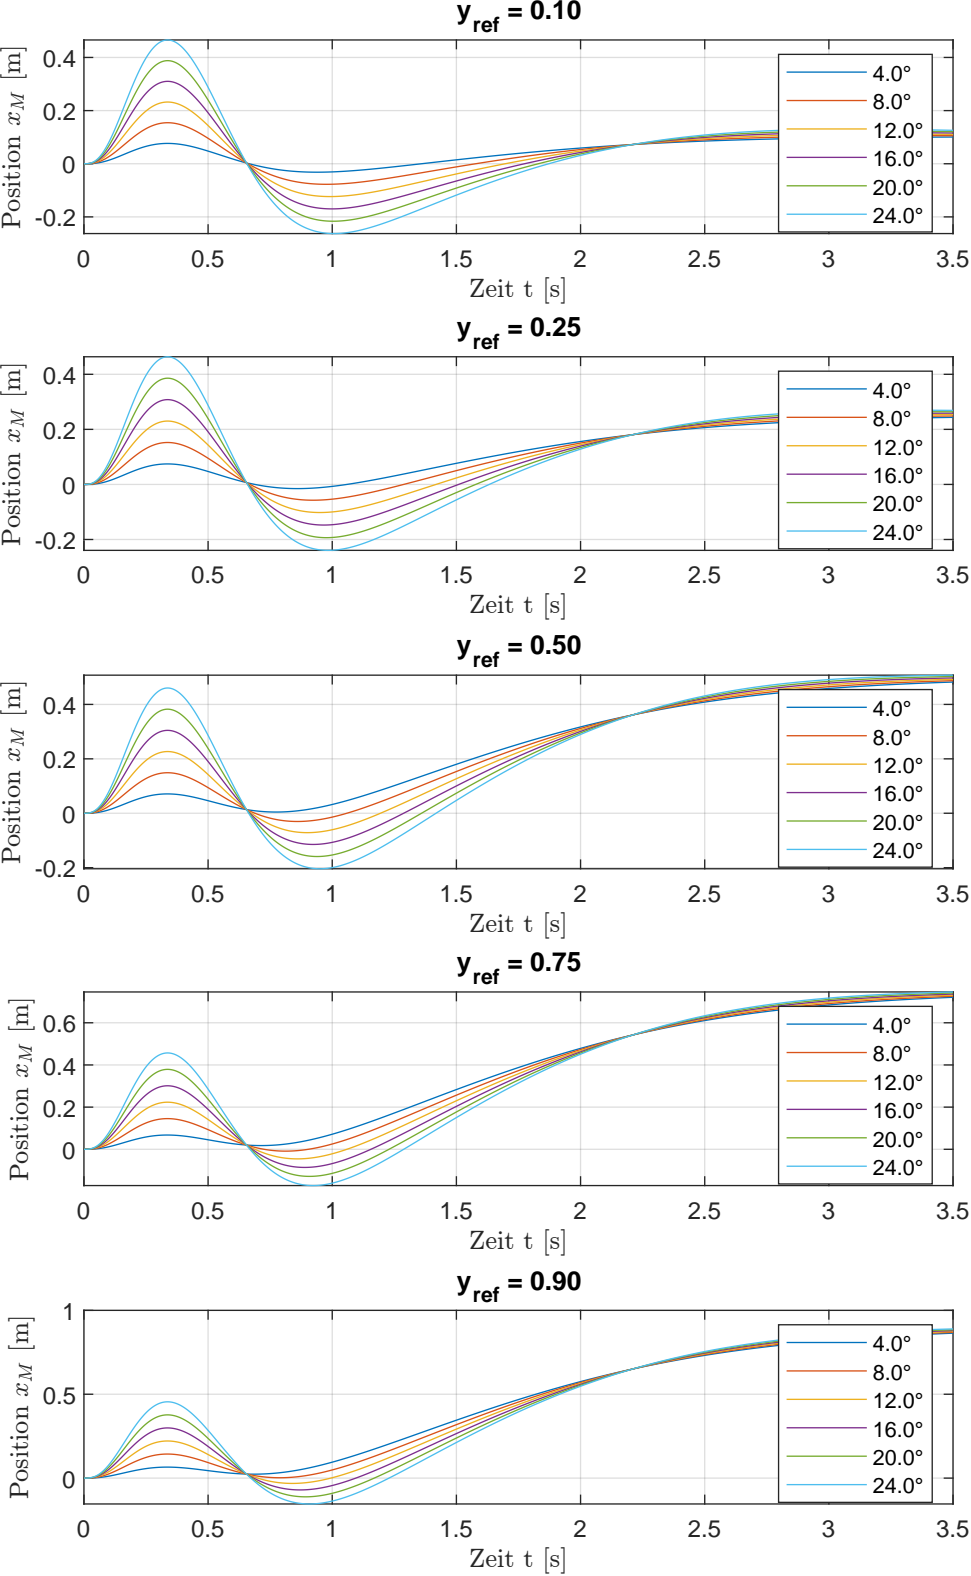 y_ref = 0.10
Position x_M [m]
0.4
0.2
0
-0.2
4.0°
8.0°
12.0°
16.0°
20.0°
24.0°
0 0.5 1 1.5 2 2.5 3 3.5
Zeit t [s]
y_ref = 0.25
Position x_M [m]
0.4
0.2
0
-0.2
4.0°
8.0°
12.0°
16.0°
20.0°
24.0°
0 0.5 1 1.5 2 2.5 3 3.5
Zeit t [s]
y_ref = 0.50
Position x_M [m]
0.4
0.2
0
-0.2
4.0°
8.0°
12.0°
16.0°
20.0°
24.0°
0 0.5 1 1.5 2 2.5 3 3.5
Zeit t [s]
y_ref = 0.75
Position x_M [m]
0.6
0.4
0.2
0
4.0°
8.0°
12.0°
16.0°
20.0°
24.0°
0 0.5 1 1.5 2 2.5 3 3.5
Zeit t [s]
y_ref = 0.90
Position x_M [m]
1
0.5
0
4.0°
8.0°
12.0°
16.0°
20.0°
24.0°
0 0.5 1 1.5 2 2.5 3 3.5
Zeit t [s]